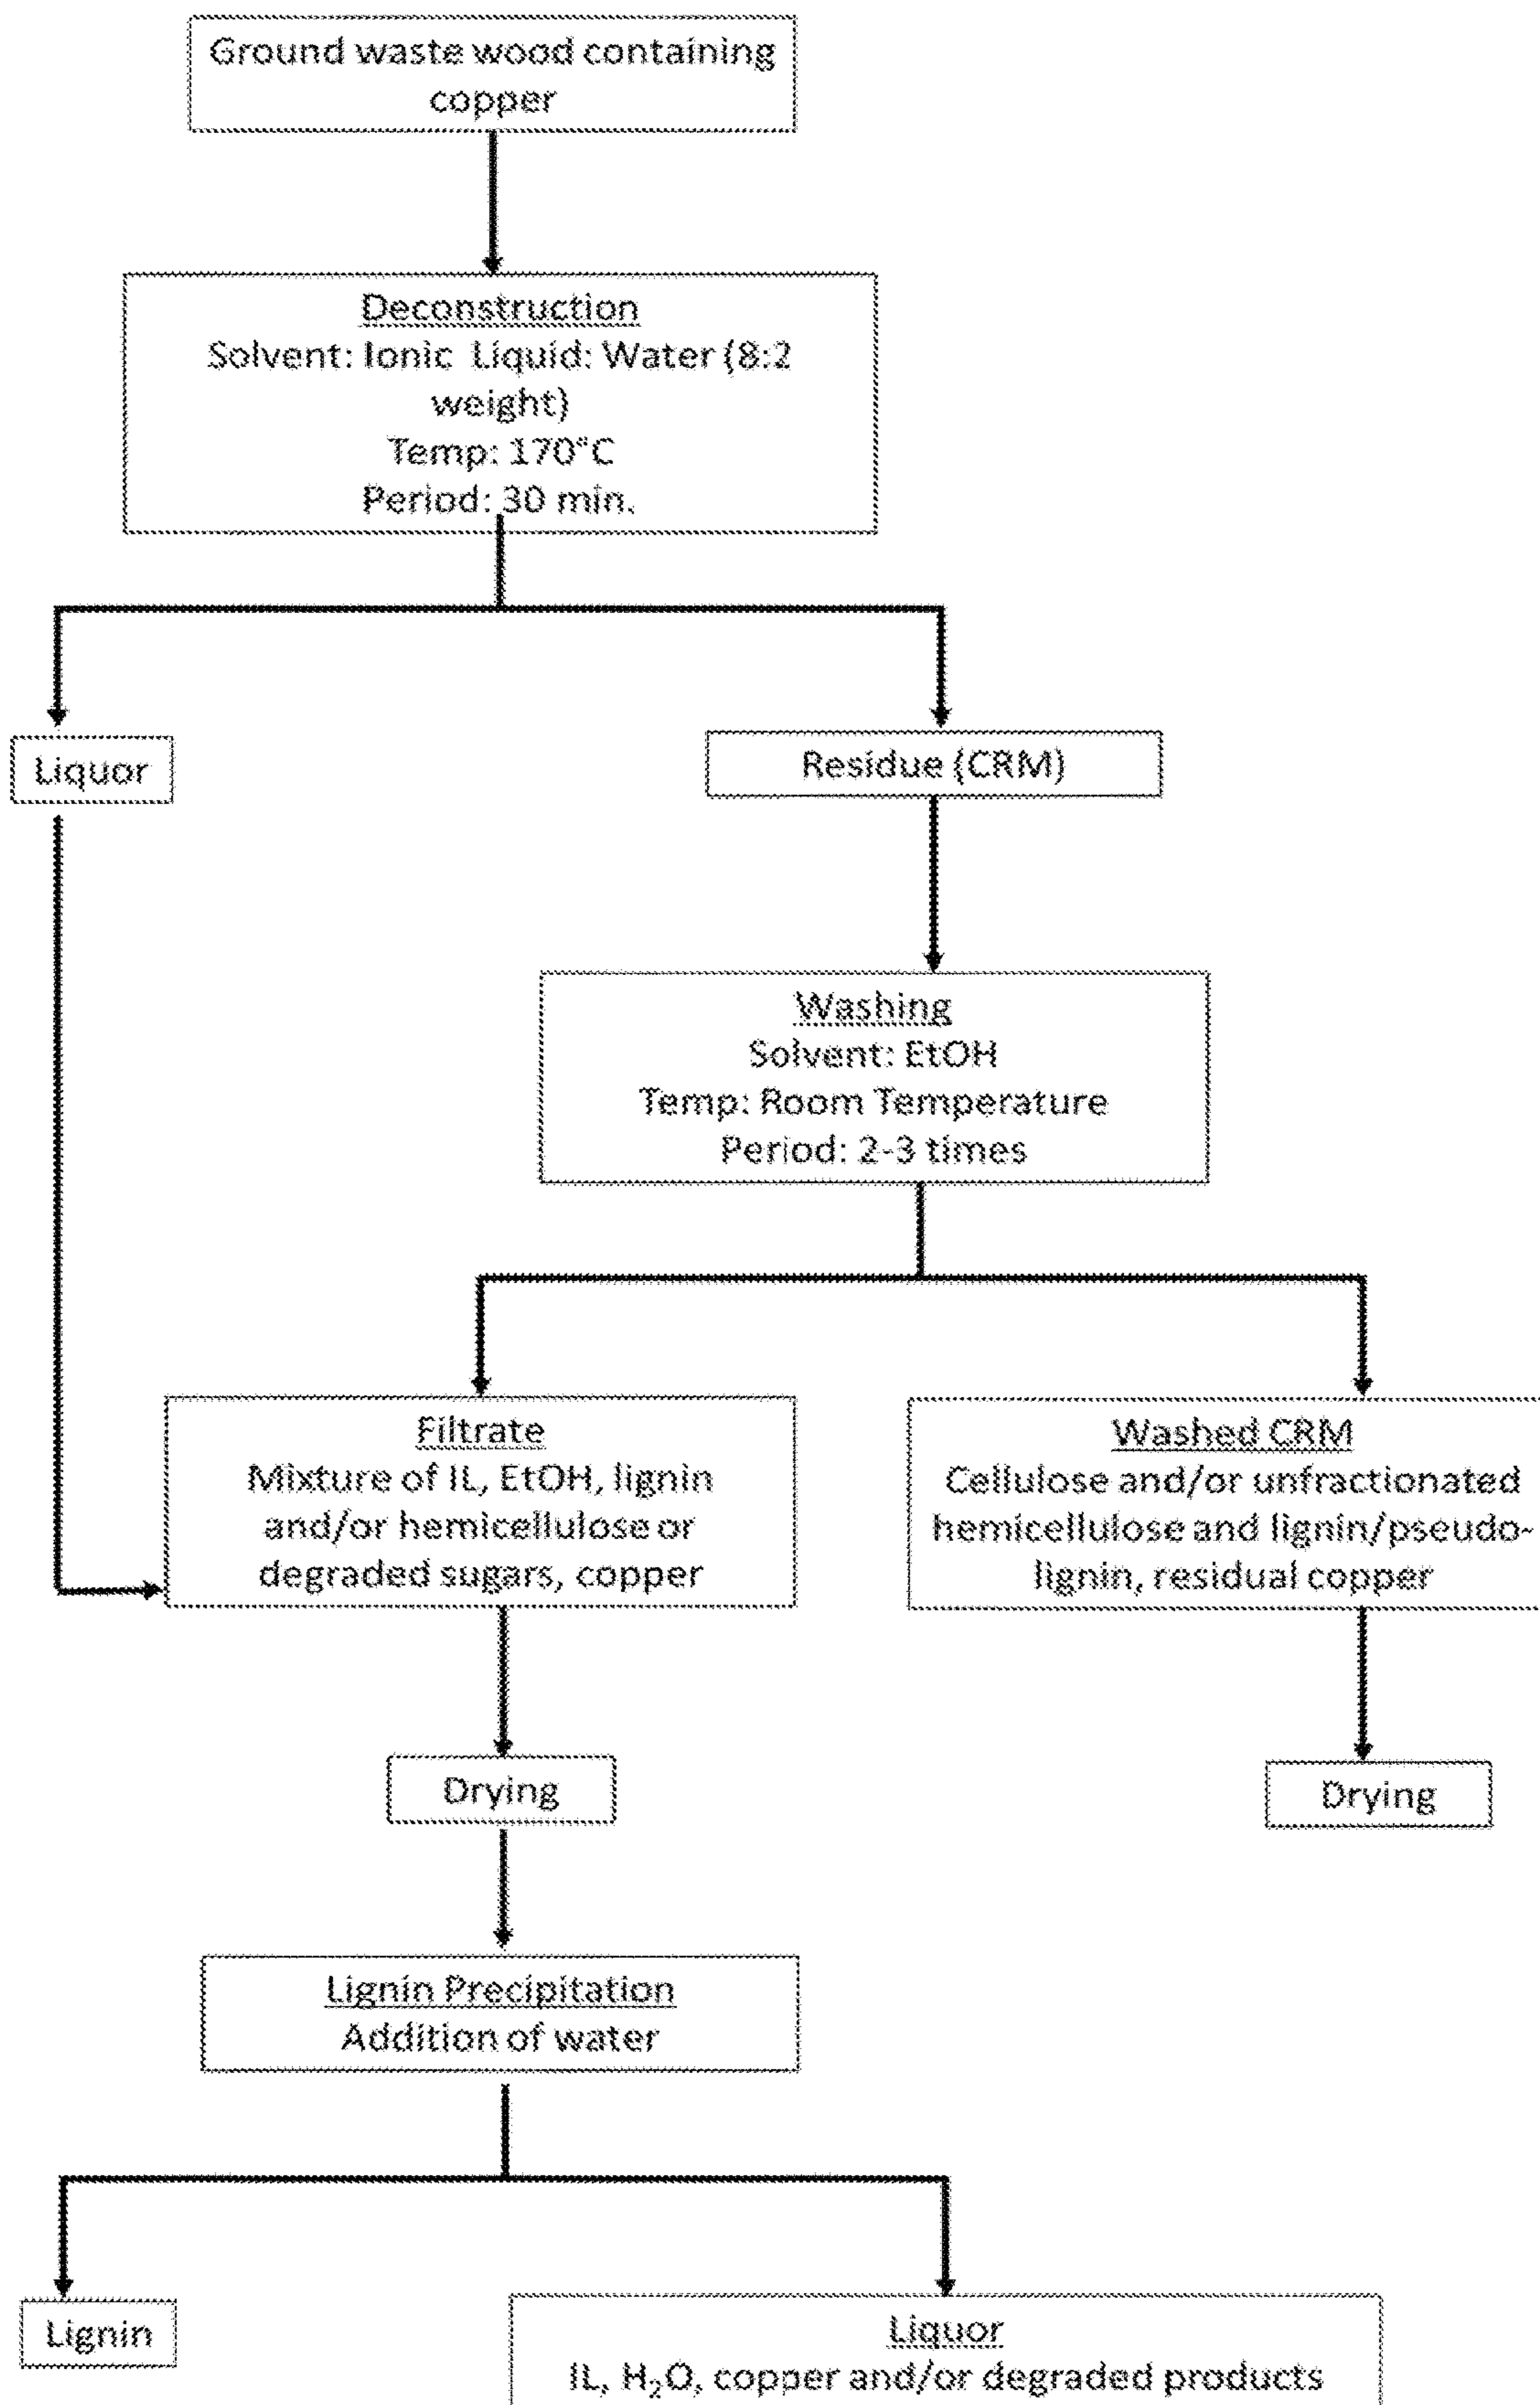 Ground waste wood containing
copper
Deconstruction
Solvent: Ionic Liquid: Water (8:2
weight)
Temp: 170°C
Period: 30 min.
Liquor
Residue (CRM)
Washing
Solvent: EtOH
Temp: Room Temperature
Period: 2-3 times
Filtrate
Mixture of IL, EtOH, lignin
and/or hemicellulose or
degraded sugars, copper
Washed CRM
Cellulose and/or unfractionated
hemicellulose and lignin/pseudo-
lignin, residual copper
Drying
Drying
Lignin Precipitation
Addition of water
Lignin
Liquor
IL, H₂O, copper and/or degraded products